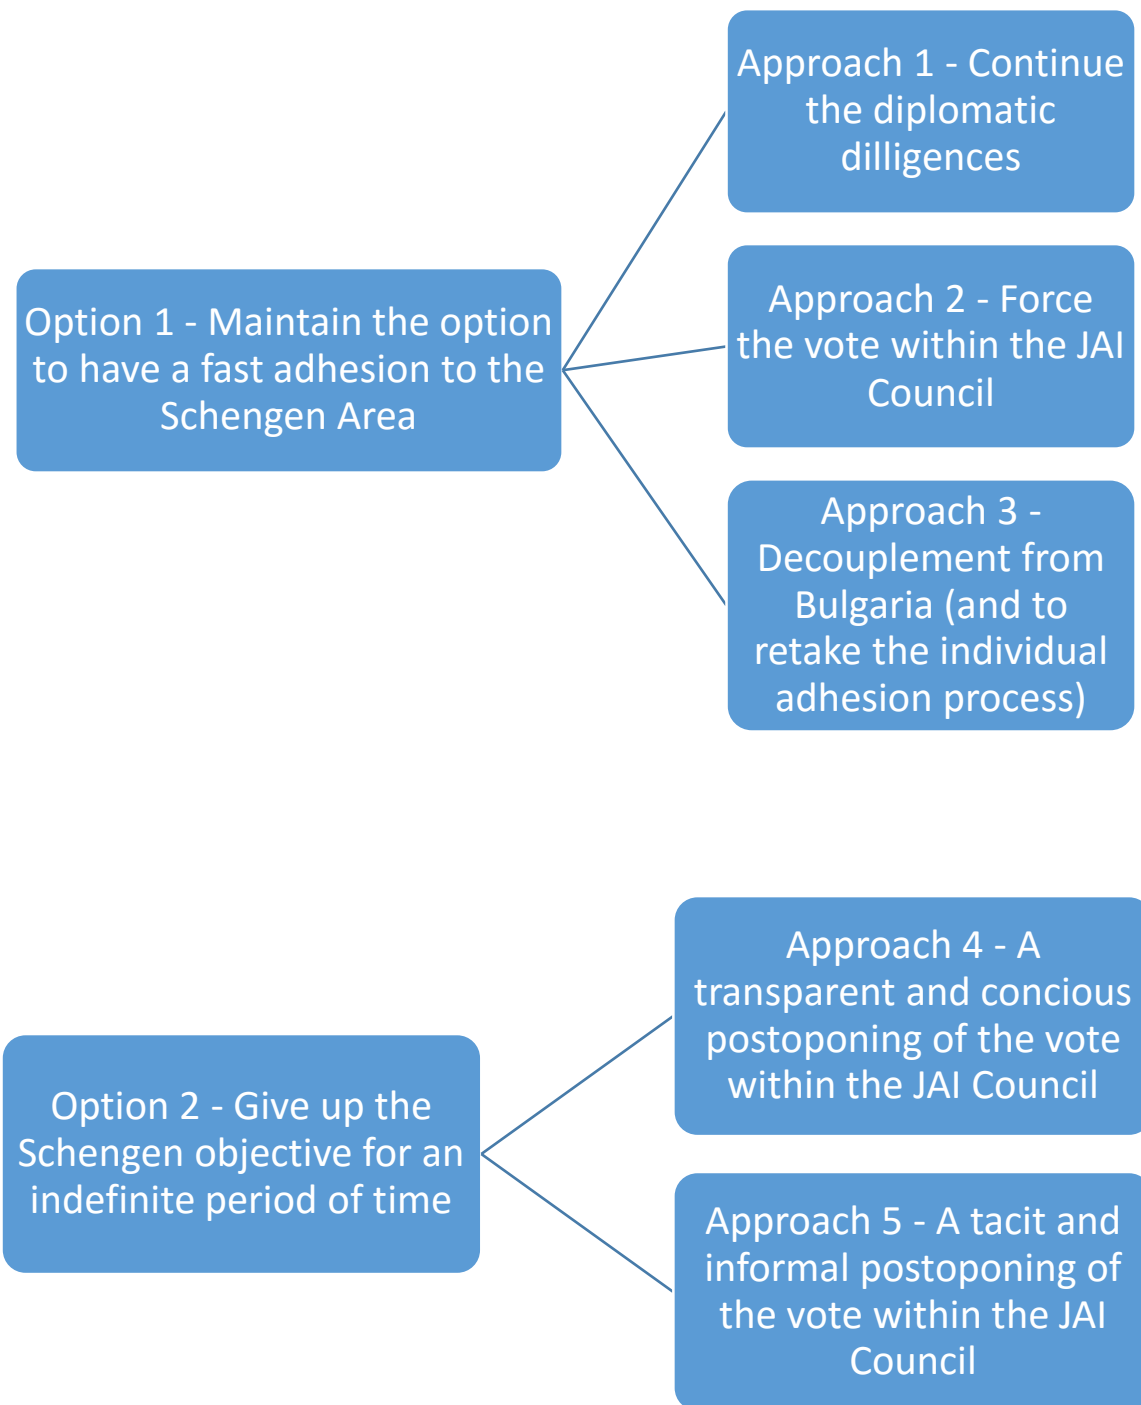 Option 1 - Maintain the option
to have a fast adhesion to the
Schengen Area
Approach 1 - Continue
the diplomatic
dilligences
Approach 2 - Force
the vote within the JAI
Council
Approach 3 -
Decouplement from
Bulgaria (and to
retake the individual
adhesion process)
Option 2 - Give up the
Schengen objective for an
indefinite period of time
Approach 4 - A
transparent and concious
postoponing of the vote
within the JAI Council
Approach 5 - A tacit and
informal postoponing of
the vote within the JAI
Council